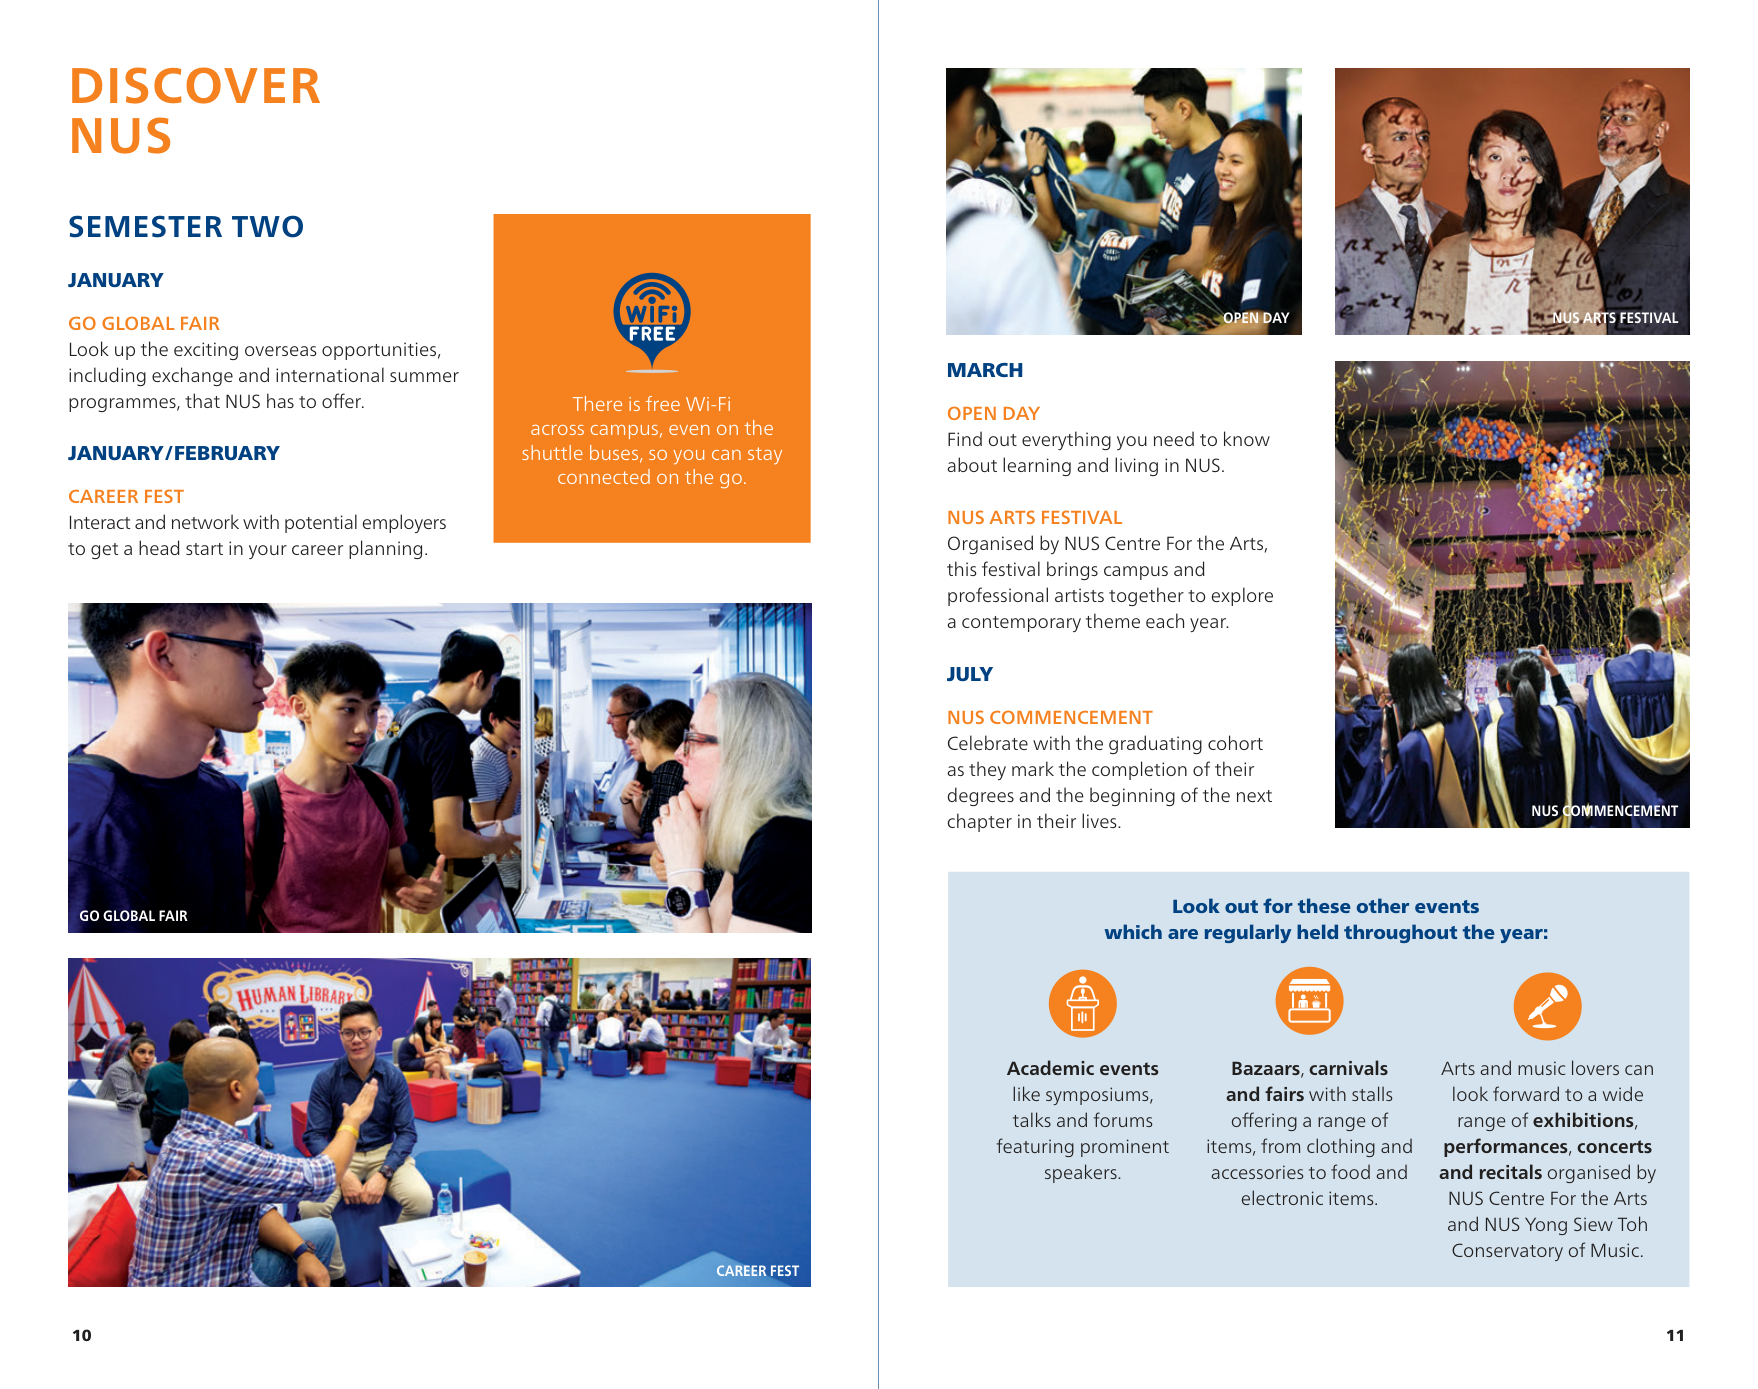 DISCOVER
NUS
SEMESTER TWO
JANUARY
GO GLOBAL FAIR
Look up the exciting overseas opportunities,
including exchange and international summer
programmes, that NUS has to offer.
JANUARY/FEBRUARY
CAREER FEST
Interact and network with potential employers
to get a head start in your career planning.
WiFi
FREE
There is free Wi-Fi
across campus, even on the
shuttle buses, so you can stay
connected on the go.
GO GLOBAL FAIR
HUMAN LIBRARY
CAREER FEST
10
OPEN DAY
NUS ARTS FESTIVAL
MARCH
OPEN DAY
Find out everything you need to know
about learning and living in NUS.
NUS ARTS FESTIVAL
Organised by NUS Centre For the Arts,
this festival brings campus and
professional artists together to explore
a contemporary theme each year.
JULY
NUS COMMENCEMENT
Celebrate with the graduating cohort
as they mark the completion of their
degrees and the beginning of the next
chapter in their lives.
NUS COMMENCEMENT
Look out for these other events
which are regularly held throughout the year:
Academic events
like symposiums,
talks and forums
featuring prominent
speakers.
Bazaars, carnivals
and fairs with stalls
offering a range of
items, from clothing and
accessories to food and
electronic items.
Arts and music lovers can
look forward to a wide
range of exhibitions,
performances, concerts
and recitals organised by
NUS Centre For the Arts
and NUS Yong Siew Toh
Conservatory of Music.
11